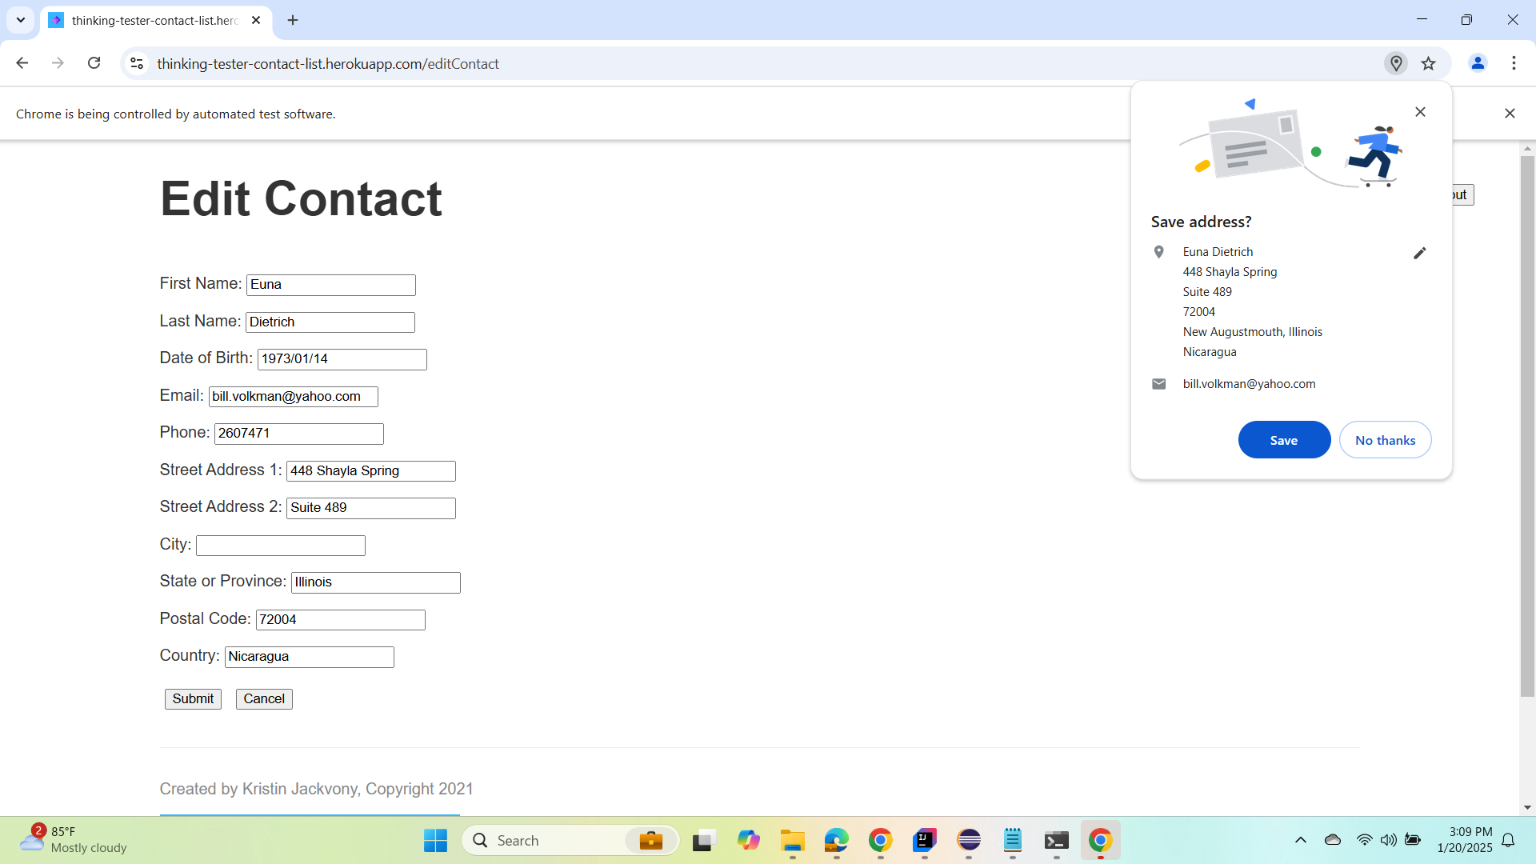 thinking-tester-contact-list.herc
thinking-tester-contact-list.herokuapp.com/editContact
Chrome is being controlled by automated test software.
Edit Contact
out
First Name: Euna
Last Name: Dietrich
Date of Birth: 1973/01/14
Email: bill.volkman@yahoo.com
Phone: 2607471
Street Address 1: 448 Shayla Spring
Street Address 2: Suite 489
City:
State or Province: Illinois
Postal Code: 72004
Country: Nicaragua
Submit Cancel
Created by Kristin Jackvony, Copyright 2021
Save address?
Euna Dietrich
448 Shayla Spring
Suite 489
72004
New Augustmouth, Illinois
Nicaragua
bill.volkman@yahoo.com
Save No thanks
2
85°F
Mostly cloudy
Search
3:09 PM
1/20/2025